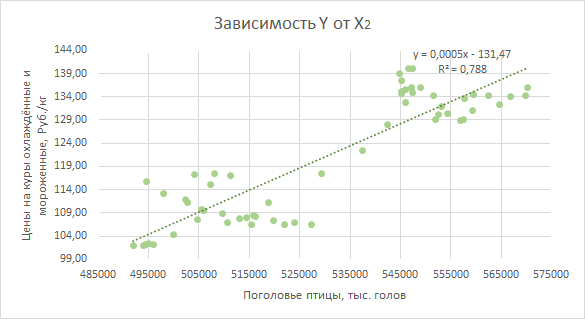 Зависимость Y от X2
y = 0,0005x - 131,47
R² = 0,788
Цены на куры охлаждённые и
мороженные, Руб./кг
144,00
139,00
134,00
129,00
124,00
119,00
114,00
109,00
104,00
99,00
485000 495000 505000 515000 525000 535000 545000 555000 565000 575000
Поголовье птицы, тыс. голов